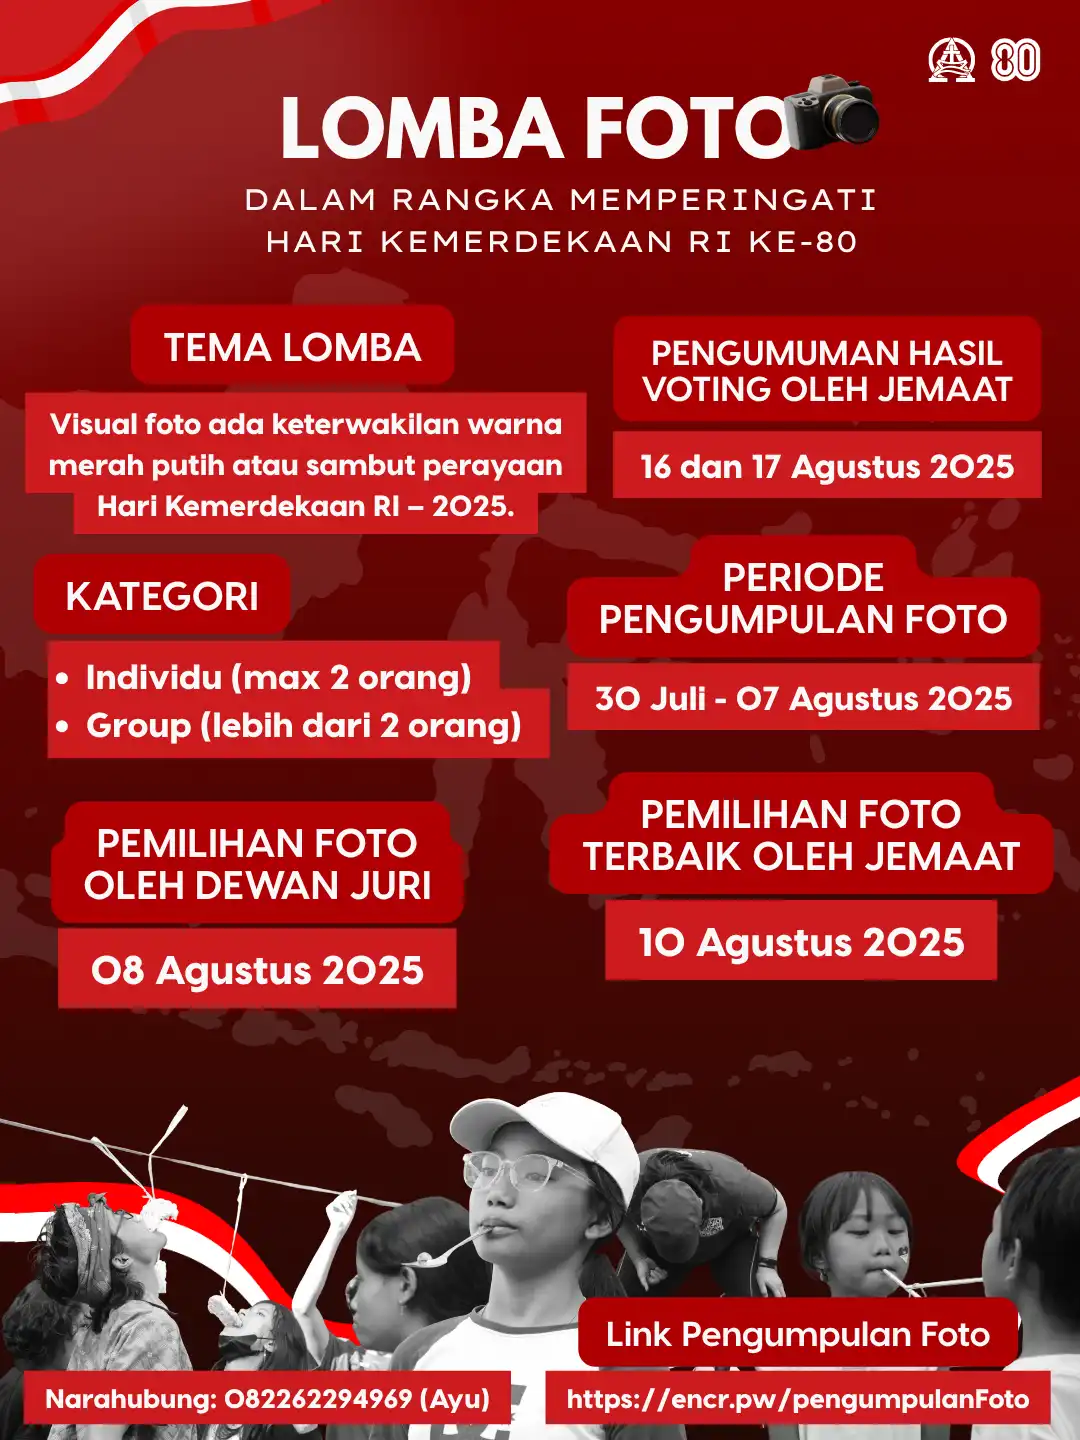 80
LOMBA FOTO
DALAM RANGKA MEMPERINGATI
HARI KEMERDEKAAN RI KE-80
TEMA LOMBA
Visual foto ada keterwakilan warna
merah putih atau sambut perayaan
Hari Kemerdekaan RI – 2025.
KATEGORI
• Individu (max 2 orang)
• Group (lebih dari 2 orang)
PEMILIHAN FOTO
OLEH DEWAN JURI
08 Agustus 2025
PENGUMUMAN HASIL
VOTING OLEH JEMAAT
16 dan 17 Agustus 2025
PERIODE
PENGUMPULAN FOTO
30 Juli - 07 Agustus 2025
PEMILIHAN FOTO
TERBAIK OLEH JEMAAT
10 Agustus 2025
Link Pengumpulan Foto
Narahubung: 082262294969 (Ayu)
https://encr.pw/pengumpulanFoto